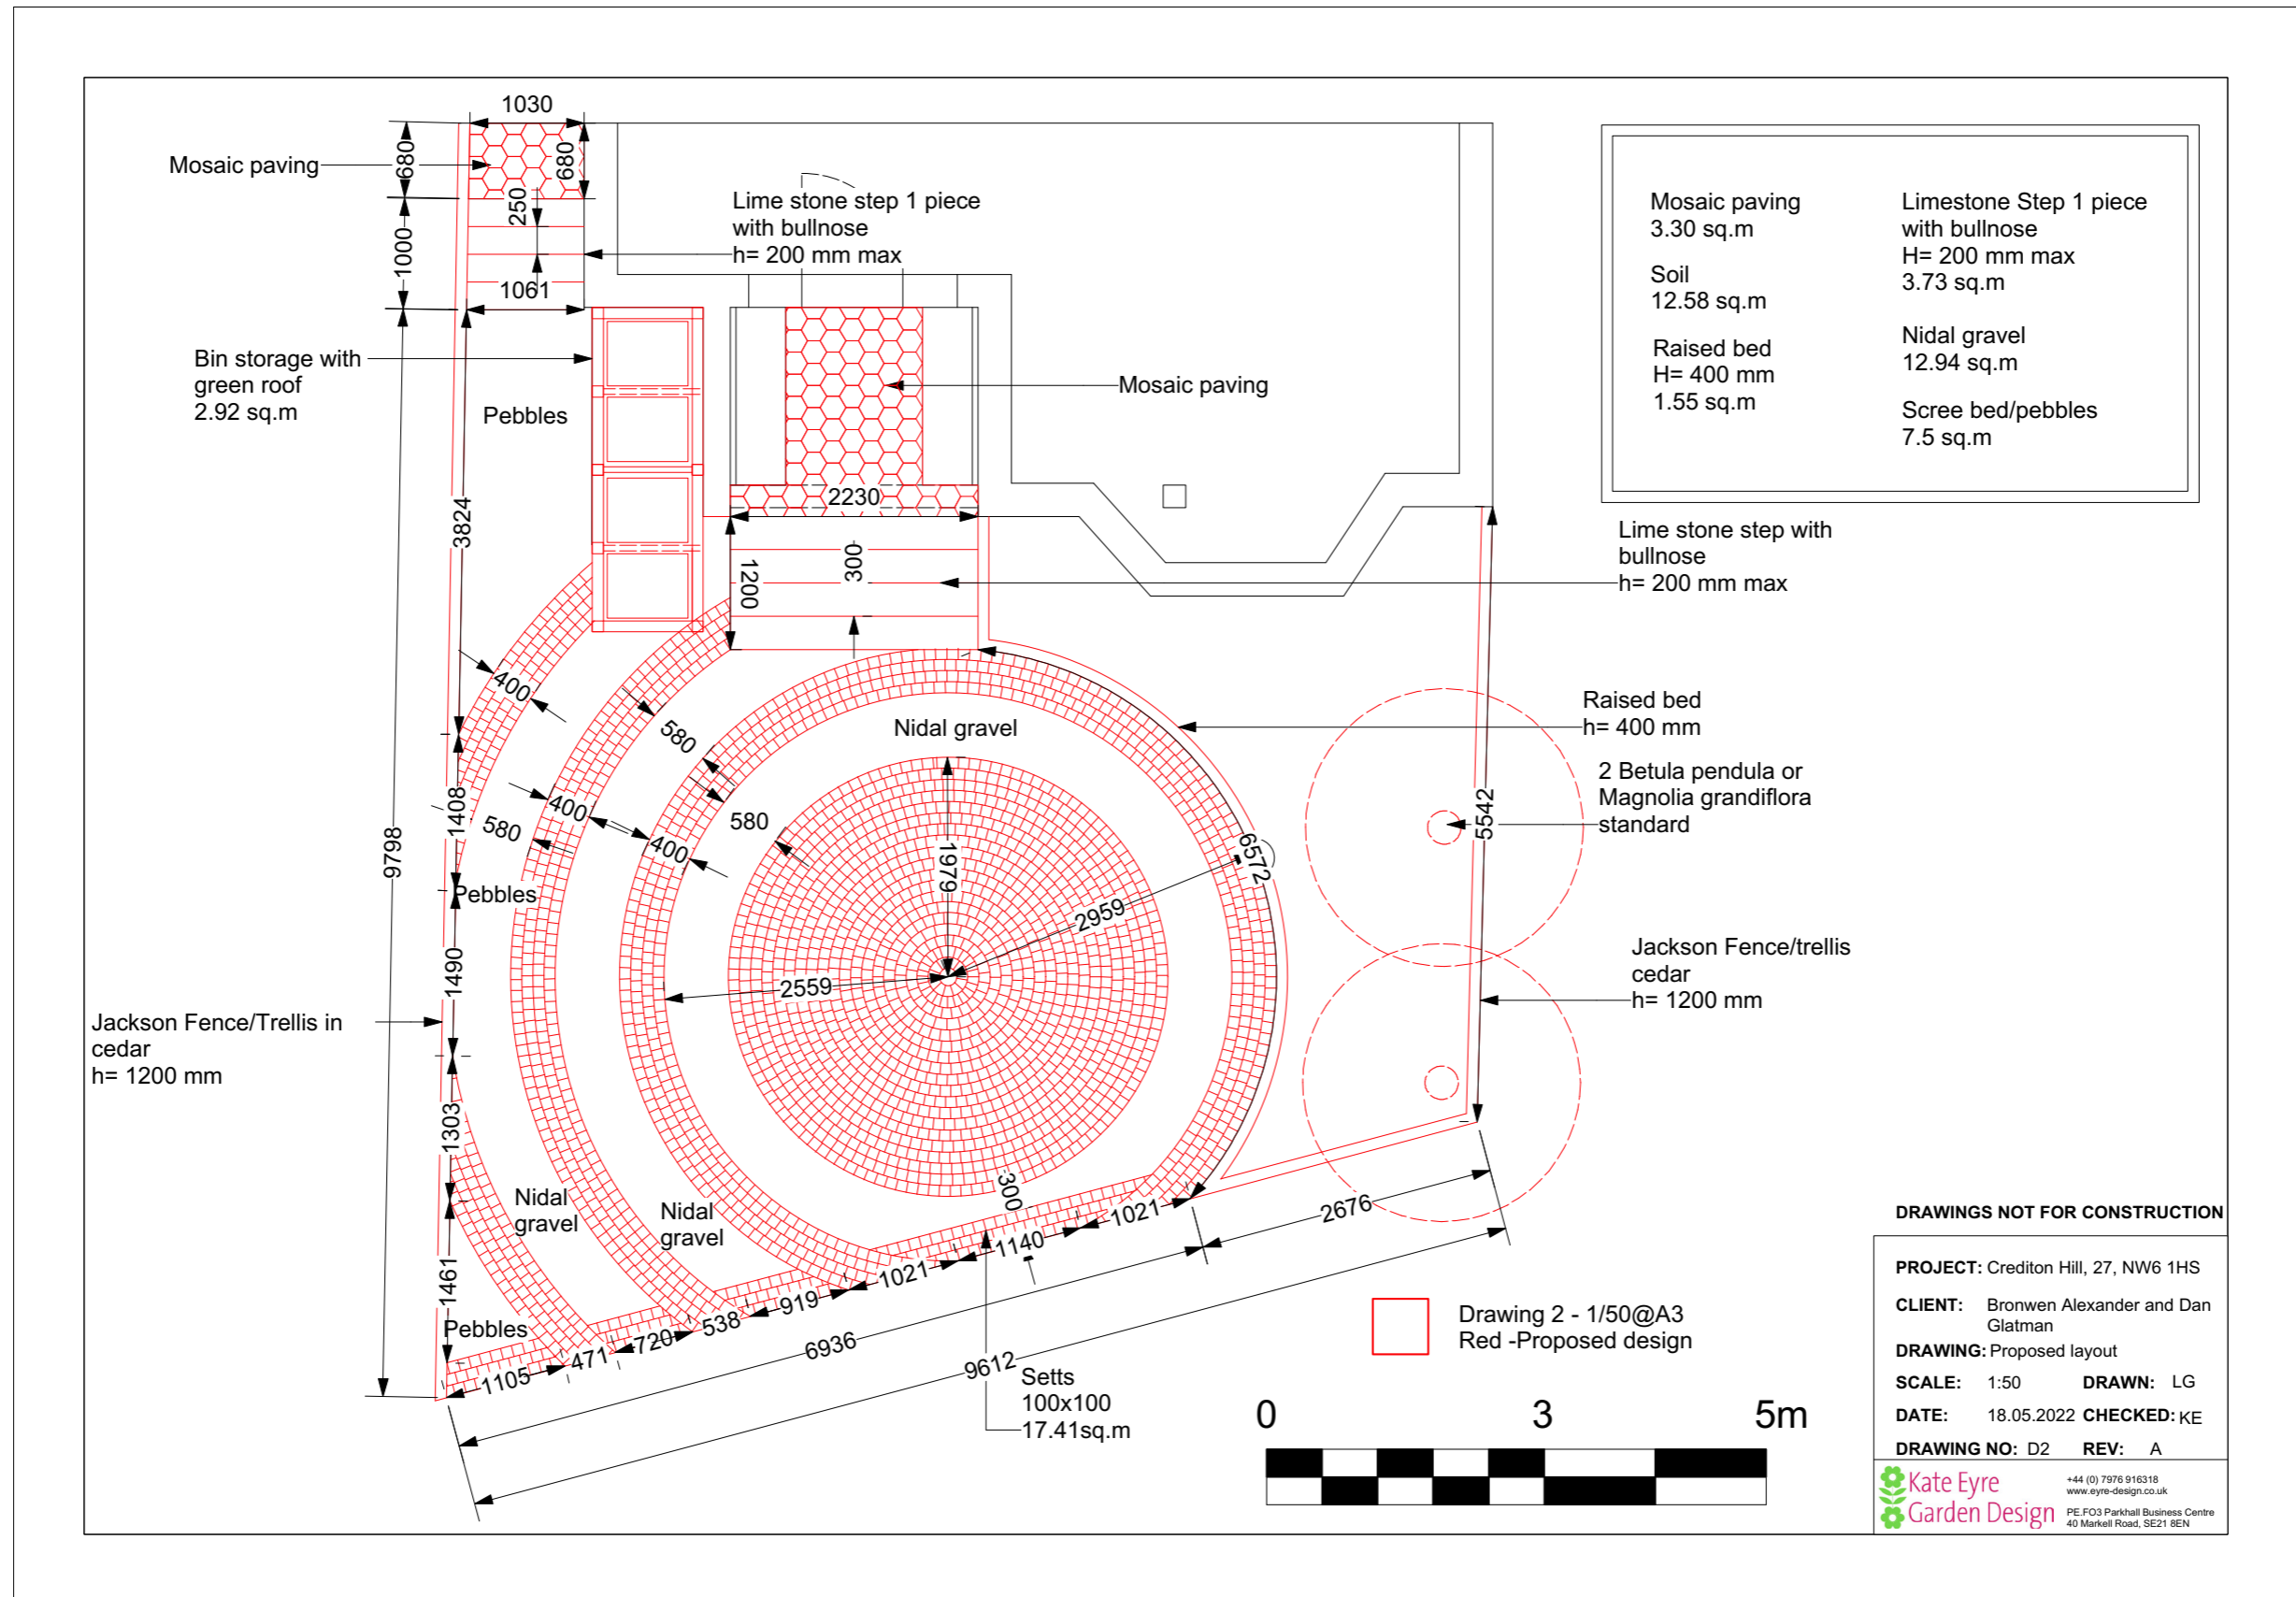 1030
680
680
Mosaic paving
250
1000
1061
Lime stone step 1 piece
with bullnose
h= 200 mm max
Mosaic paving
3.30 sq.m
Soil
12.58 sq.m
Raised bed
H= 400 mm
1.55 sq.m
Limestone Step 1 piece
with bullnose
H= 200 mm max
3.73 sq.m
Nidal gravel
12.94 sq.m
Scree bed/pebbles
7.5 sq.m
Bin storage with
green roof
2.92 sq.m
Pebbles
Mosaic paving
2230
3824
1200
300
Lime stone step with
bullnose
h= 200 mm max
400
580
Nidal gravel
Raised bed
h= 400 mm
2 Betula pendula or
Magnolia grandiflora
standard
1408
400
580
400
580
1979
6572
5542
9798
Pebbles
2959
2559
1490
Jackson Fence/trellis
cedar
h= 1200 mm
Jackson Fence/Trellis in
cedar
h= 1200 mm
1303
Nidal
gravel
Nidal
gravel
300
1461
Pebbles
1105
471
720
538
919
1021
1140
1021
2676
6936
9612
Setts
100x100
17.41sq.m
Drawing 2 - 1/50@A3
Red -Proposed design
0 3 5m
DRAWINGS NOT FOR CONSTRUCTION
PROJECT: Crediton Hill, 27, NW6 1HS
CLIENT: Bronwen Alexander and Dan
Glatman
DRAWING: Proposed layout
SCALE: 1:50 DRAWN: LG
DATE: 18.05.2022 CHECKED: KE
DRAWING NO: D2 REV: A
Kate Eyre
Garden Design
+44 (0) 7976 916318
www.eyre-design.co.uk
PE.FO3 Parkhall Business Centre
40 Markell Road, SE21 8EN